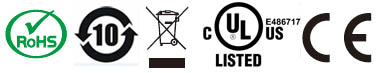 RoHS
10
C UL US
E486717
LISTED
CE